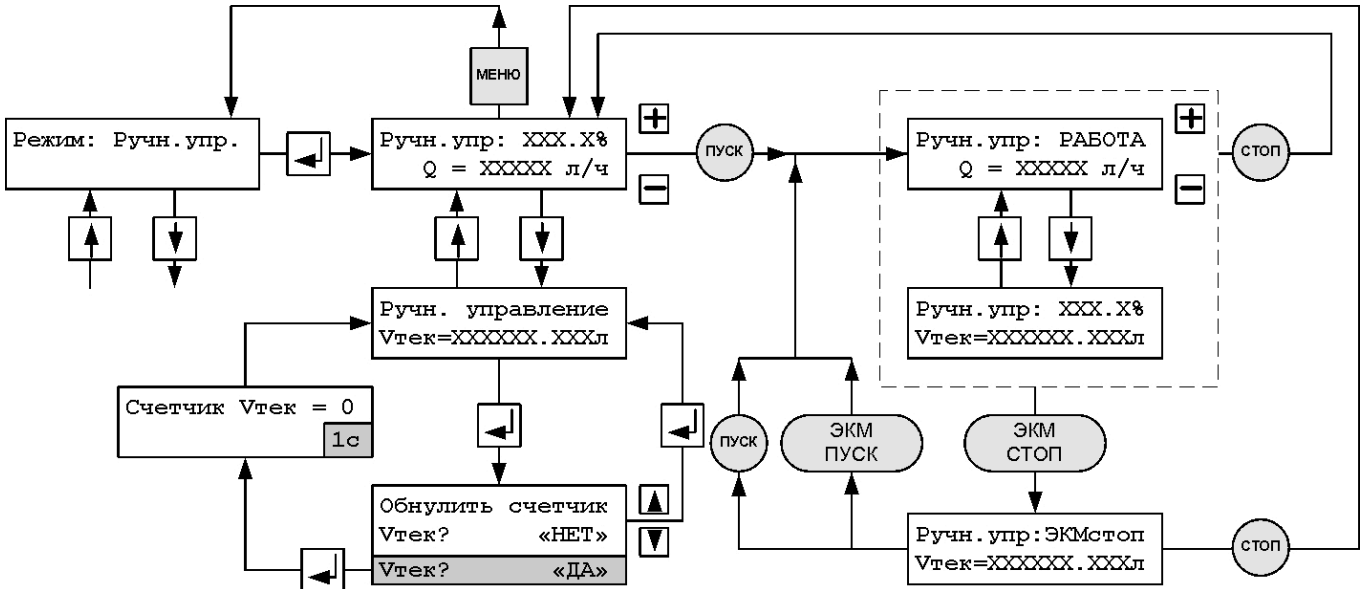 МЕНЮ
Режим: Ручн.упр.
Ручн.упр: XXX.X%
Q = XXXXX л/ч
ПУСК
Ручн.упр: РАБОТА
Q = XXXXX л/ч
СТОП
Ручн. управление
Vтек=XXXXXX.XXXл
Ручн.упр: XXX.X%
Vтек=XXXXXX.XXXл
Счетчик Vтек = 0
1с
ПУСК
ЭКМ
ПУСК
ЭКМ
СТОП
Обнулить счетчик
Vтек? «НЕТ»
Vтек? «ДА»
Ручн.упр:ЭКМстоп
Vтек=XXXXXX.XXXл
СТОП